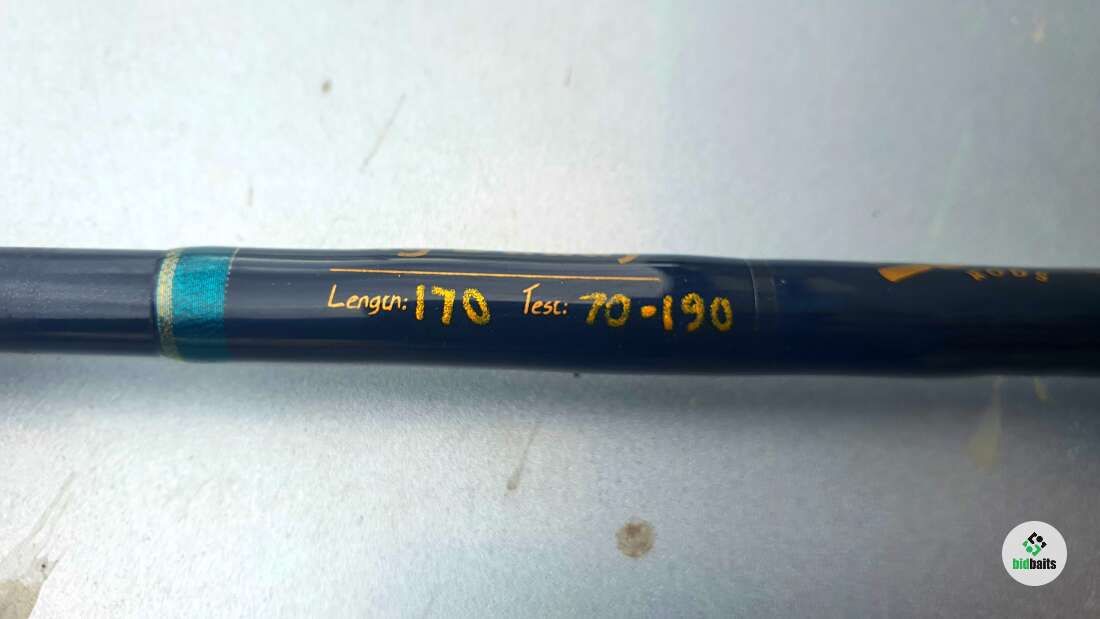 Length: 170 Test: 70-190
RODS
bidbaits